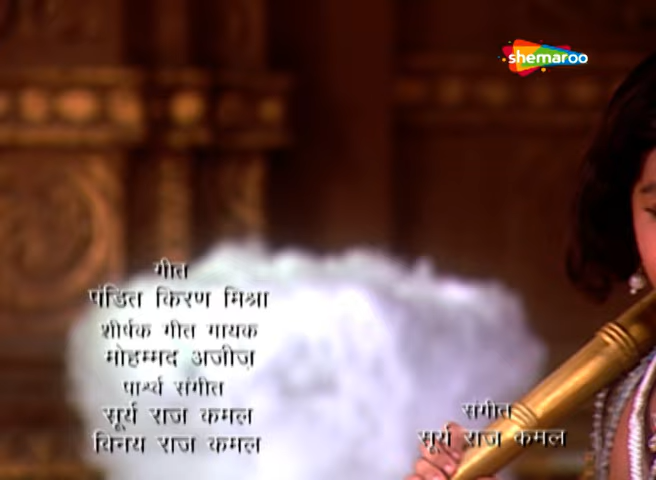 shemaroo
गीत
पंडित किरण मिश्रा
शीर्षक गीत गायक
मोहम्मद अजीज़
पार्श्व संगीत
सूर्य राज कमल
विनय राज कमल
संगीत
सूर्य राज कमल